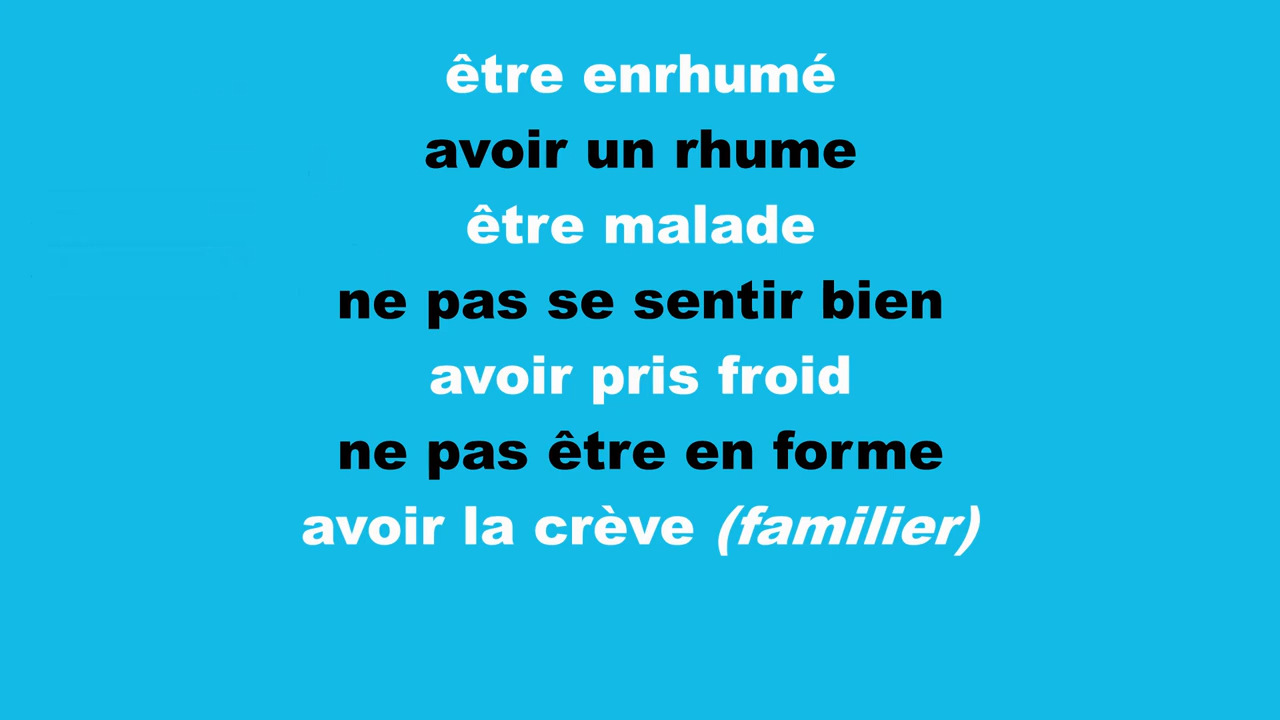 être enrhumé
avoir un rhume
être malade
ne pas se sentir bien
avoir pris froid
ne pas être en forme
avoir la crève (familier)